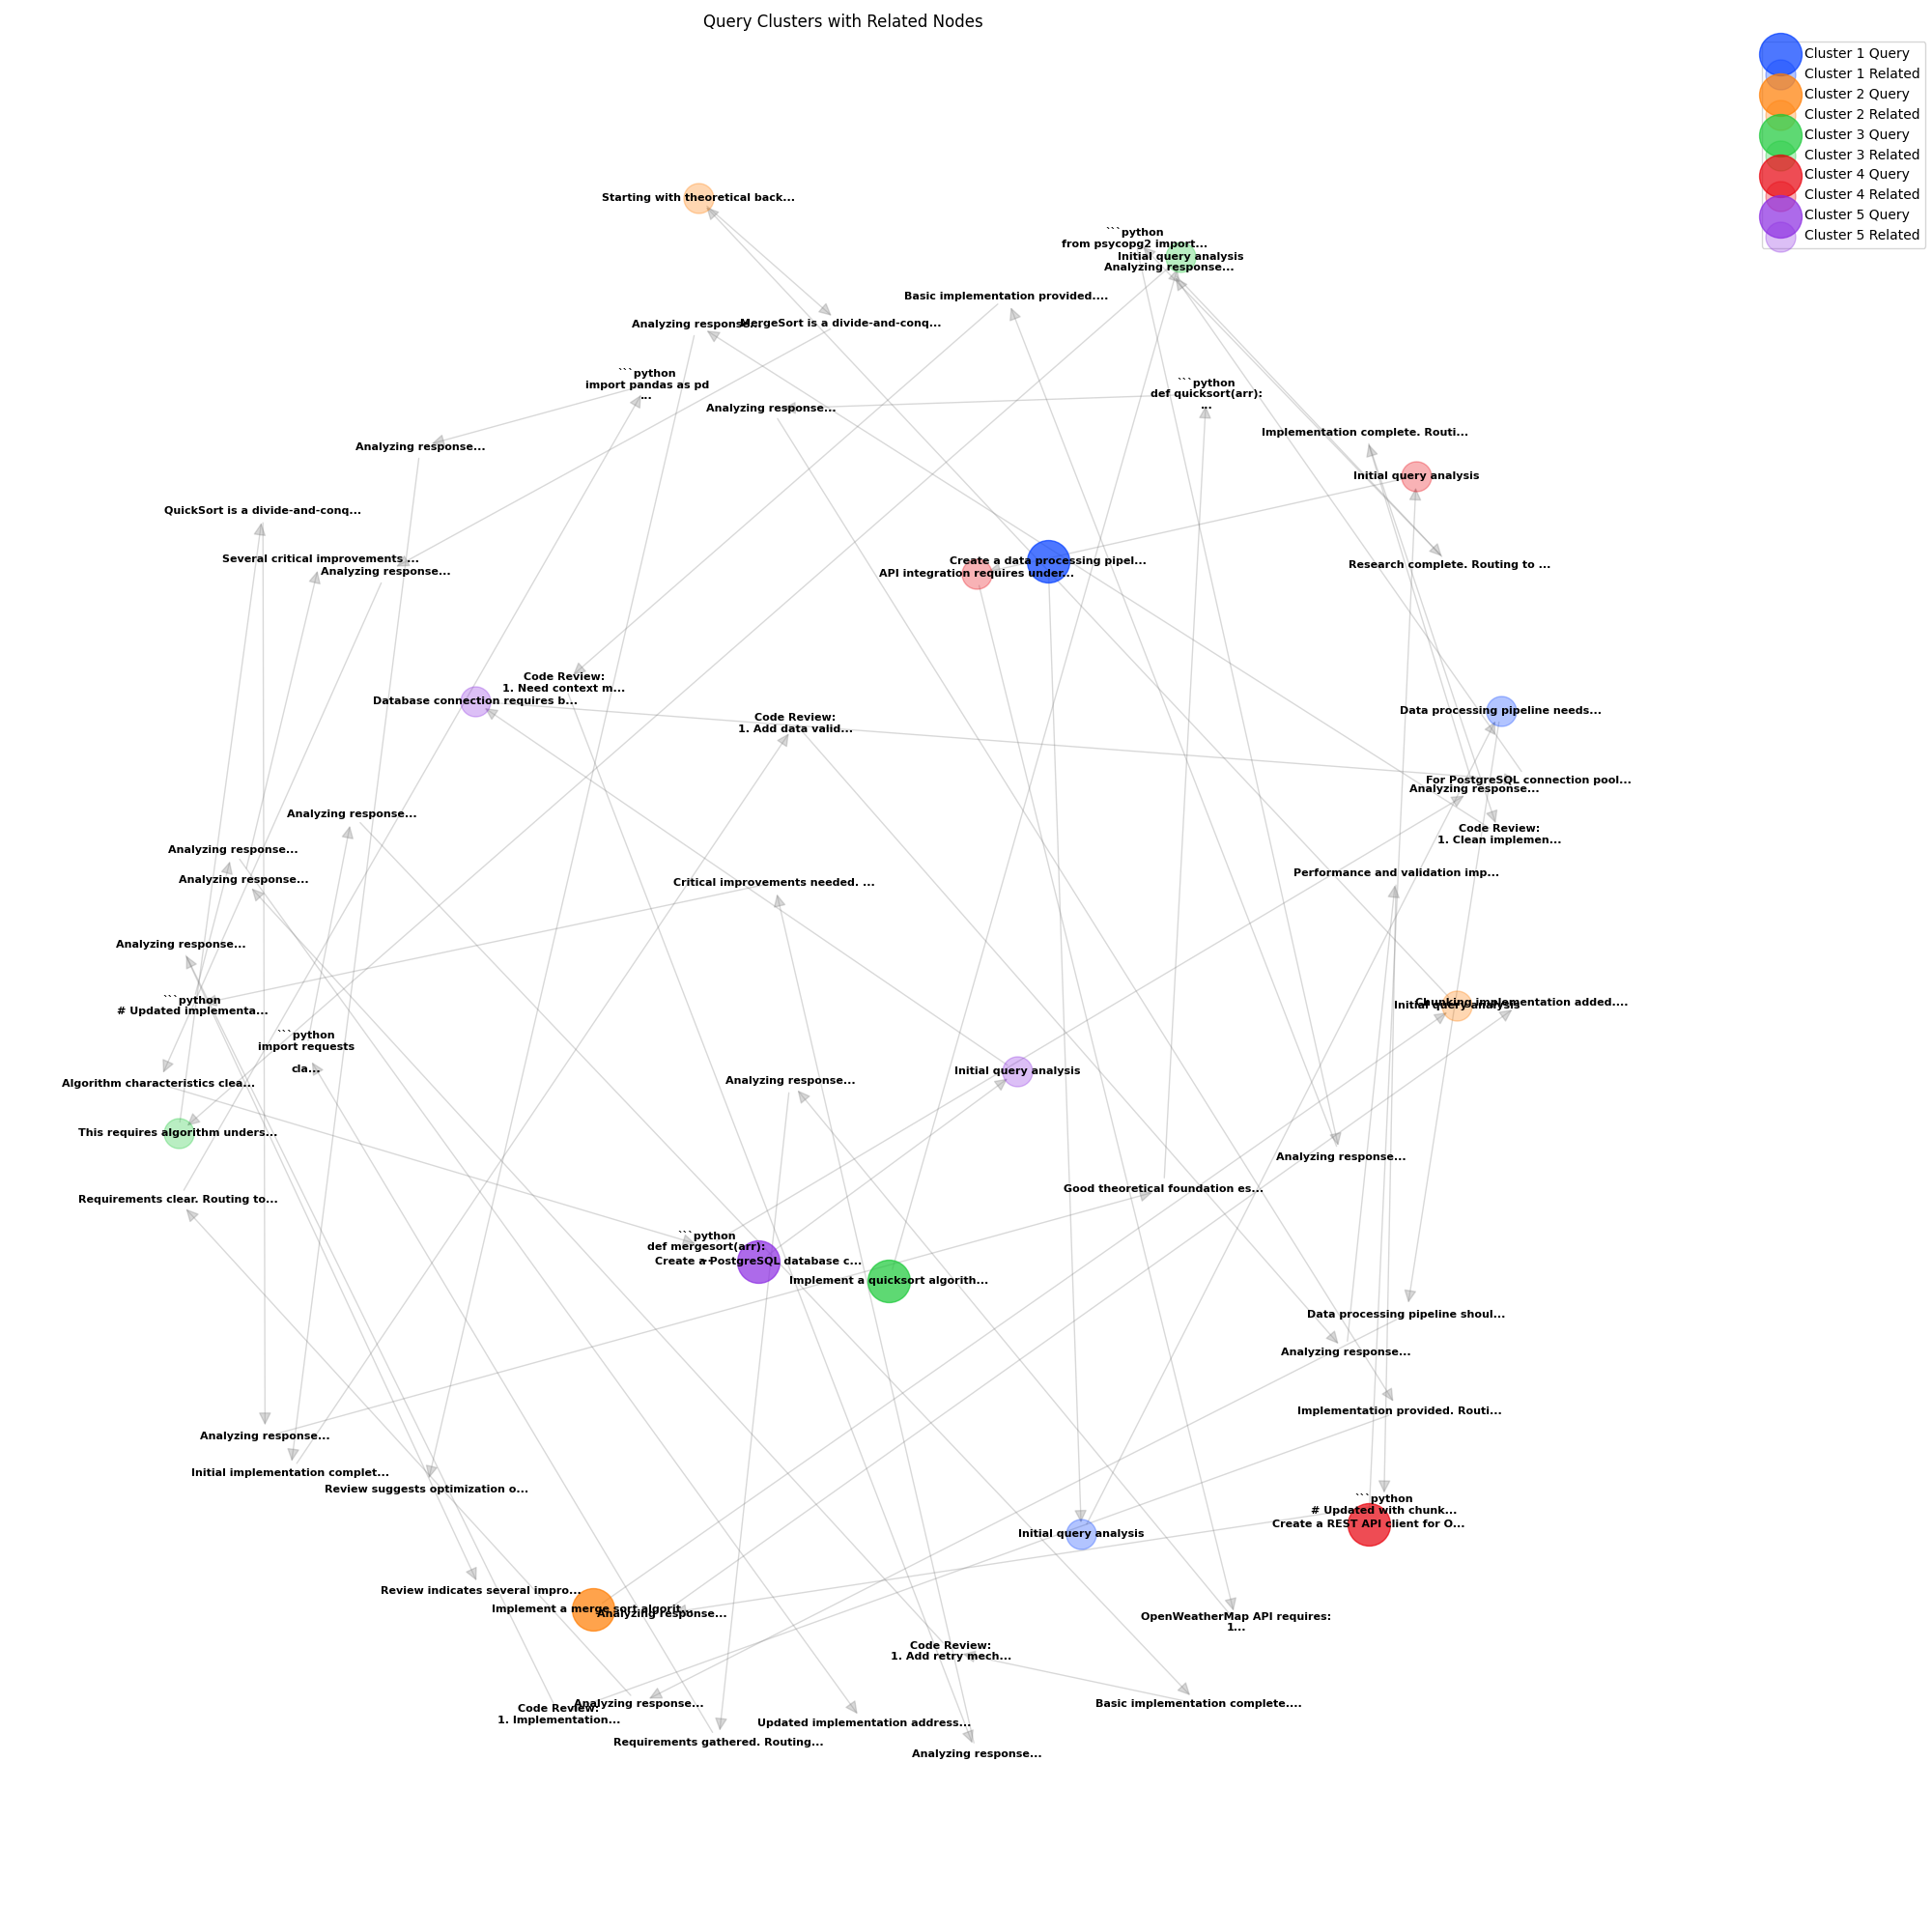 Query Clusters with Related Nodes
Cluster 1 Query
Cluster 1 Related
Cluster 2 Query
Cluster 2 Related
Cluster 3 Query
Cluster 3 Related
Cluster 4 Query
Cluster 4 Related
Cluster 5 Query
Cluster 5 Related
Starting with theoretical back...
```python
from psycopg2 import...
Initial query analysis
Analyzing response...
Basic implementation provided....
Analyzing response...
MergeSort is a divide-and-conq...
```python
import pandas as pd
...
```python
def quicksort(arr):
...
Analyzing response...
Implementation complete. Routi...
Analyzing response...
Initial query analysis
QuickSort is a divide-and-conq...
Several critical improvements ...
Analyzing response...
Create a data processing pipel...
API integration requires under...
Research complete. Routing to ...
Code Review:
1. Need context m...
Database connection requires b...
Code Review:
1. Add data valid...
Data processing pipeline needs...
For PostgreSQL connection pool...
Analyzing response...
Analyzing response...
Code Review:
1. Clean implemen...
Analyzing response...
Analyzing response...
Critical improvements needed. ...
Performance and validation imp...
Analyzing response...
```python
# Updated implementa...
Initial query analysis
Chunking implementation added....
```python
import requests
cla...
Algorithm characteristics clea...
Analyzing response...
Initial query analysis
This requires algorithm unders...
Analyzing response...
Requirements clear. Routing to...
Good theoretical foundation es...
```python
def mergesort(arr):
Create a PostgreSQL database c...
Implement a quicksort algorith...
Data processing pipeline shoul...
Analyzing response...
Implementation provided. Routi...
Analyzing response...
Initial implementation complet...
Review suggests optimization o...
```python
# Updated with chunk...
Create a REST API client for O...
Initial query analysis
Review indicates several impro...
Implement a merge sort algorit...
Analyzing response...
OpenWeatherMap API requires:
1...
Code Review:
1. Add retry mech...
Analyzing response...
Code Review:
1. Implementation...
Basic implementation complete....
Updated implementation address...
Requirements gathered. Routing...
Analyzing response...